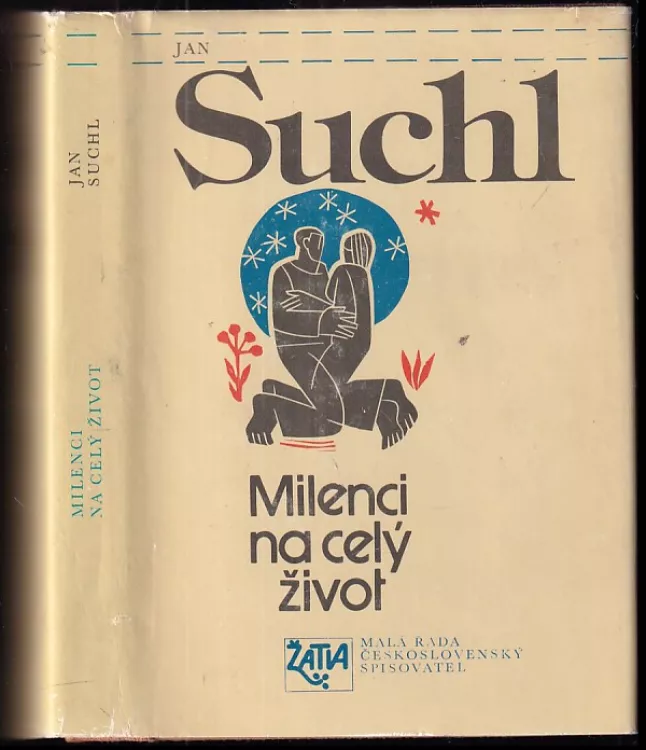 JAN
SUCHL
MILENCI
NA CELÝ ŽIVOT
JAN
Suchl
Milenci
na celý
život
ŽATVA
MALÁ ŘADA
ČESKOSLOVENSKÝ
SPISOVATEL